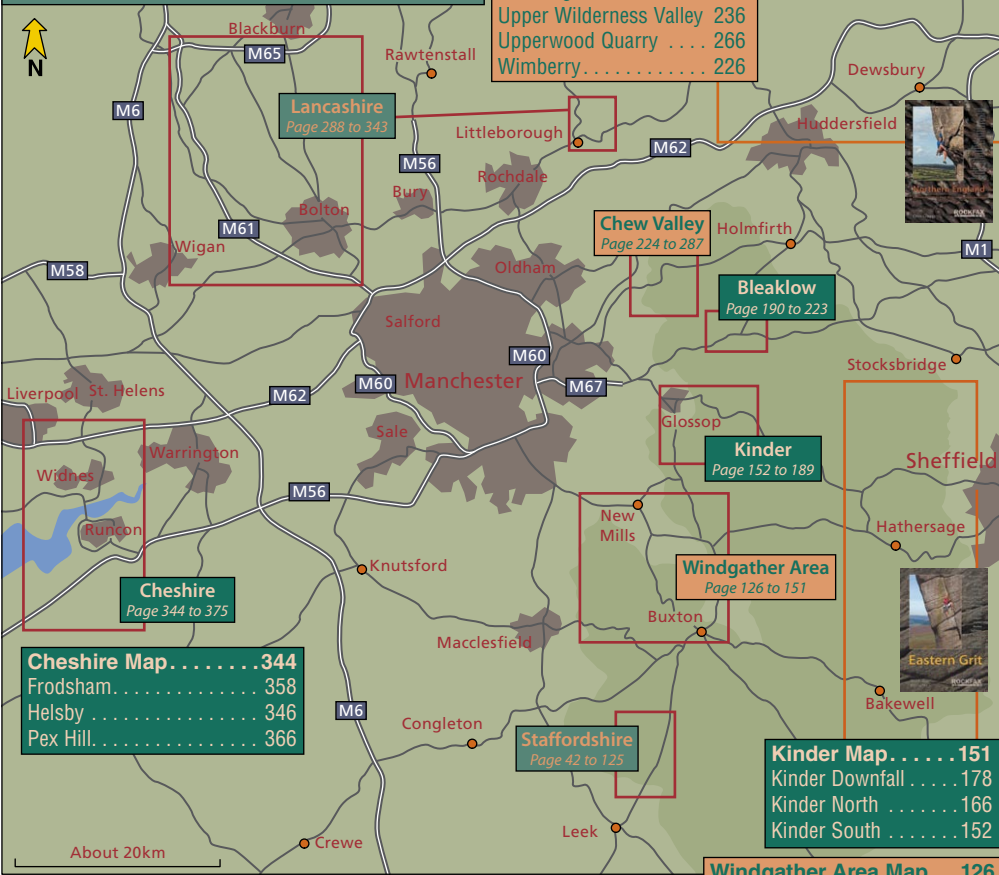 Upper Wilderness Valley 236
Upperwood Quarry .... 266
Wimberry........... 226
N
Blackburn
M65
Rawtenstall
Dewsbury
M6
Lancashire
Page 288 to 343
Littleborough
Huddersfield
M62
M56
Rochdale
Northern England
ROCKFAX
Bury
Bolton
M61
Wigan
Chew Valley
Page 224 to 287
Holmfirth
M1
M58
Oldham
Bleaklow
Page 190 to 223
Salford
M60
Stocksbridge
Manchester
M60
M67
Liverpool
St. Helens
M62
Glossop
Sale
Kinder
Page 152 to 189
Warrington
Sheffield
Widnes
M56
New
Mills
Hathersage
Runcon
Knutsford
Windgather Area
Page 126 to 151
Cheshire
Page 344 to 375
Buxton
Macclesfield
Eastern Grit
ROCKFAX
Cheshire Map........344
Frodsham.............. 358
Helsby ................ 346
Pex Hill................ 366
Bakewell
M6
Congleton
Staffordshire
Page 42 to 125
Kinder Map......151
Kinder Downfall ..... 178
Kinder North ....... 166
Kinder South ....... 152
Leek
Crewe
About 20km
Windgather Area Map 126